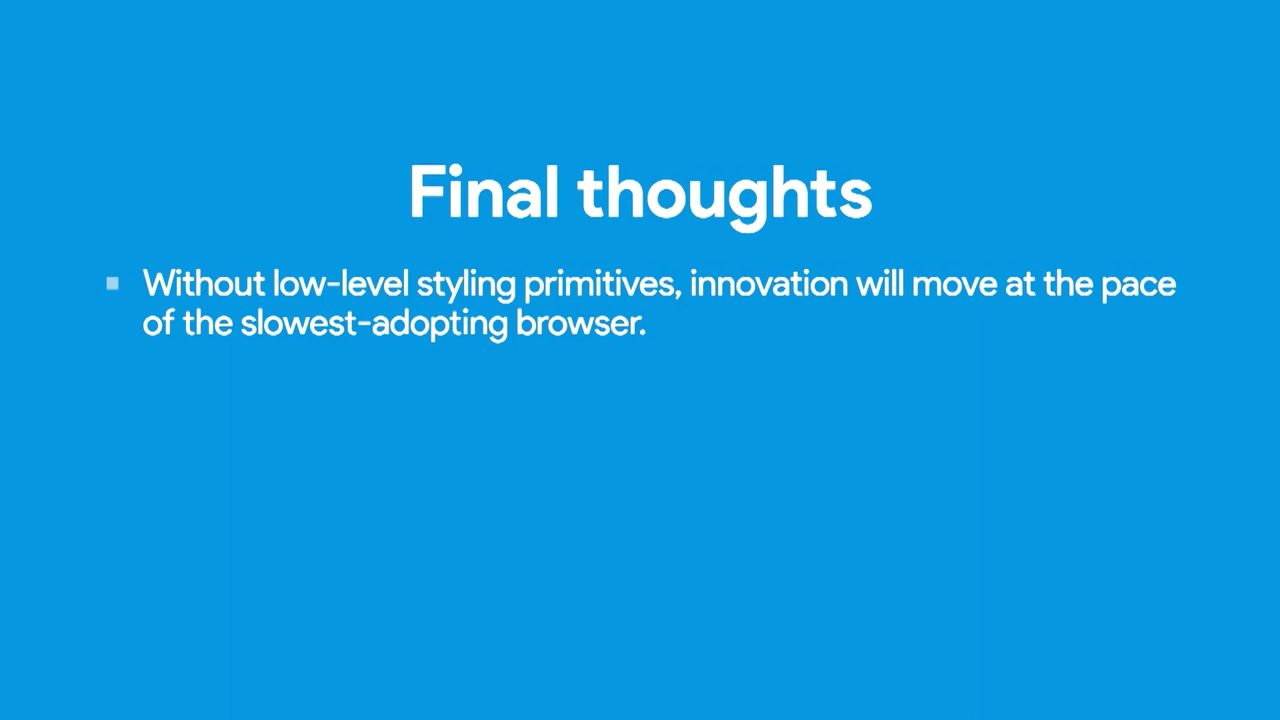 Final thoughts
Without low-level styling primitives, innovation will move at the pace
of the slowest-adopting browser.